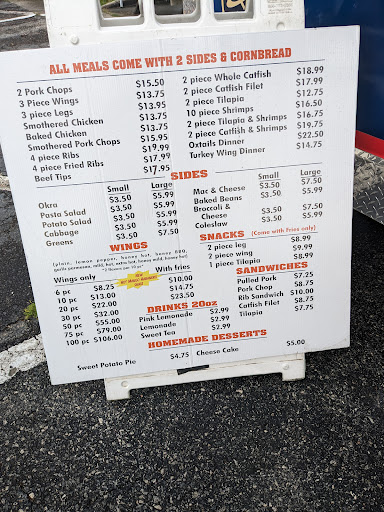 ALL MEALS COME WITH 2 SIDES & CORNBREAD
2 Pork Chops $15.50
3 Piece Wings $13.75
3 piece Legs $13.95
Smothered Chicken $13.75
Baked Chicken $13.75
Smothered Pork Chops $15.95
4 piece Ribs $19.99
4 piece Fried Ribs $17.99
Beef Tips $17.95
2 piece Whole Catfish $18.99
2 piece Catfish Filet $17.99
2 piece Tilapia $12.75
10 piece Shrimps $16.50
2 piece Tilapia & Shrimps $16.75
2 piece Catfish & Shrimps $19.75
Oxtails Dinner $22.50
Turkey Wing Dinner $14.75
SIDES
Small Large
Okra $3.50 $5.99
Pasta Salad $3.50 $5.99
Potato Salad $3.50 $5.99
Cabbage $3.50 $5.99
Greens $3.50 $7.50
Small Large
Mac & Cheese $3.50 $7.50
Baked Beans $3.50 $5.99
Broccoli &
Cheese $3.50 $7.50
Coleslaw $3.50 $5.99
WINGS
(plain, lemon pepper, honey hot, honey BBQ,
Wings only With fries
6 pc $8.25 $10.00
10 pc $13.00 $14.75
20 pc $22.00 $23.50
30 pc $32.00
50 pc $55.00
75 pc $79.00
100 pc $106.00
SNACKS (Come with Fries only)
2 piece leg $8.99
2 piece wing $9.99
1 piece Tilapia $8.99
SANDWICHES
Pulled Pork $7.25
Pork Chop $8.75
Rib Sandwich $10.00
Catfish Filet $8.75
Tilapia $7.75
DRINKS 20oz
Pink Lemonade $2.99
Lemonade $2.99
Sweet Tea $2.99
HOMEMADE DESSERTS
Sweet Potato Pie $4.75 Cheese Cake $5.00